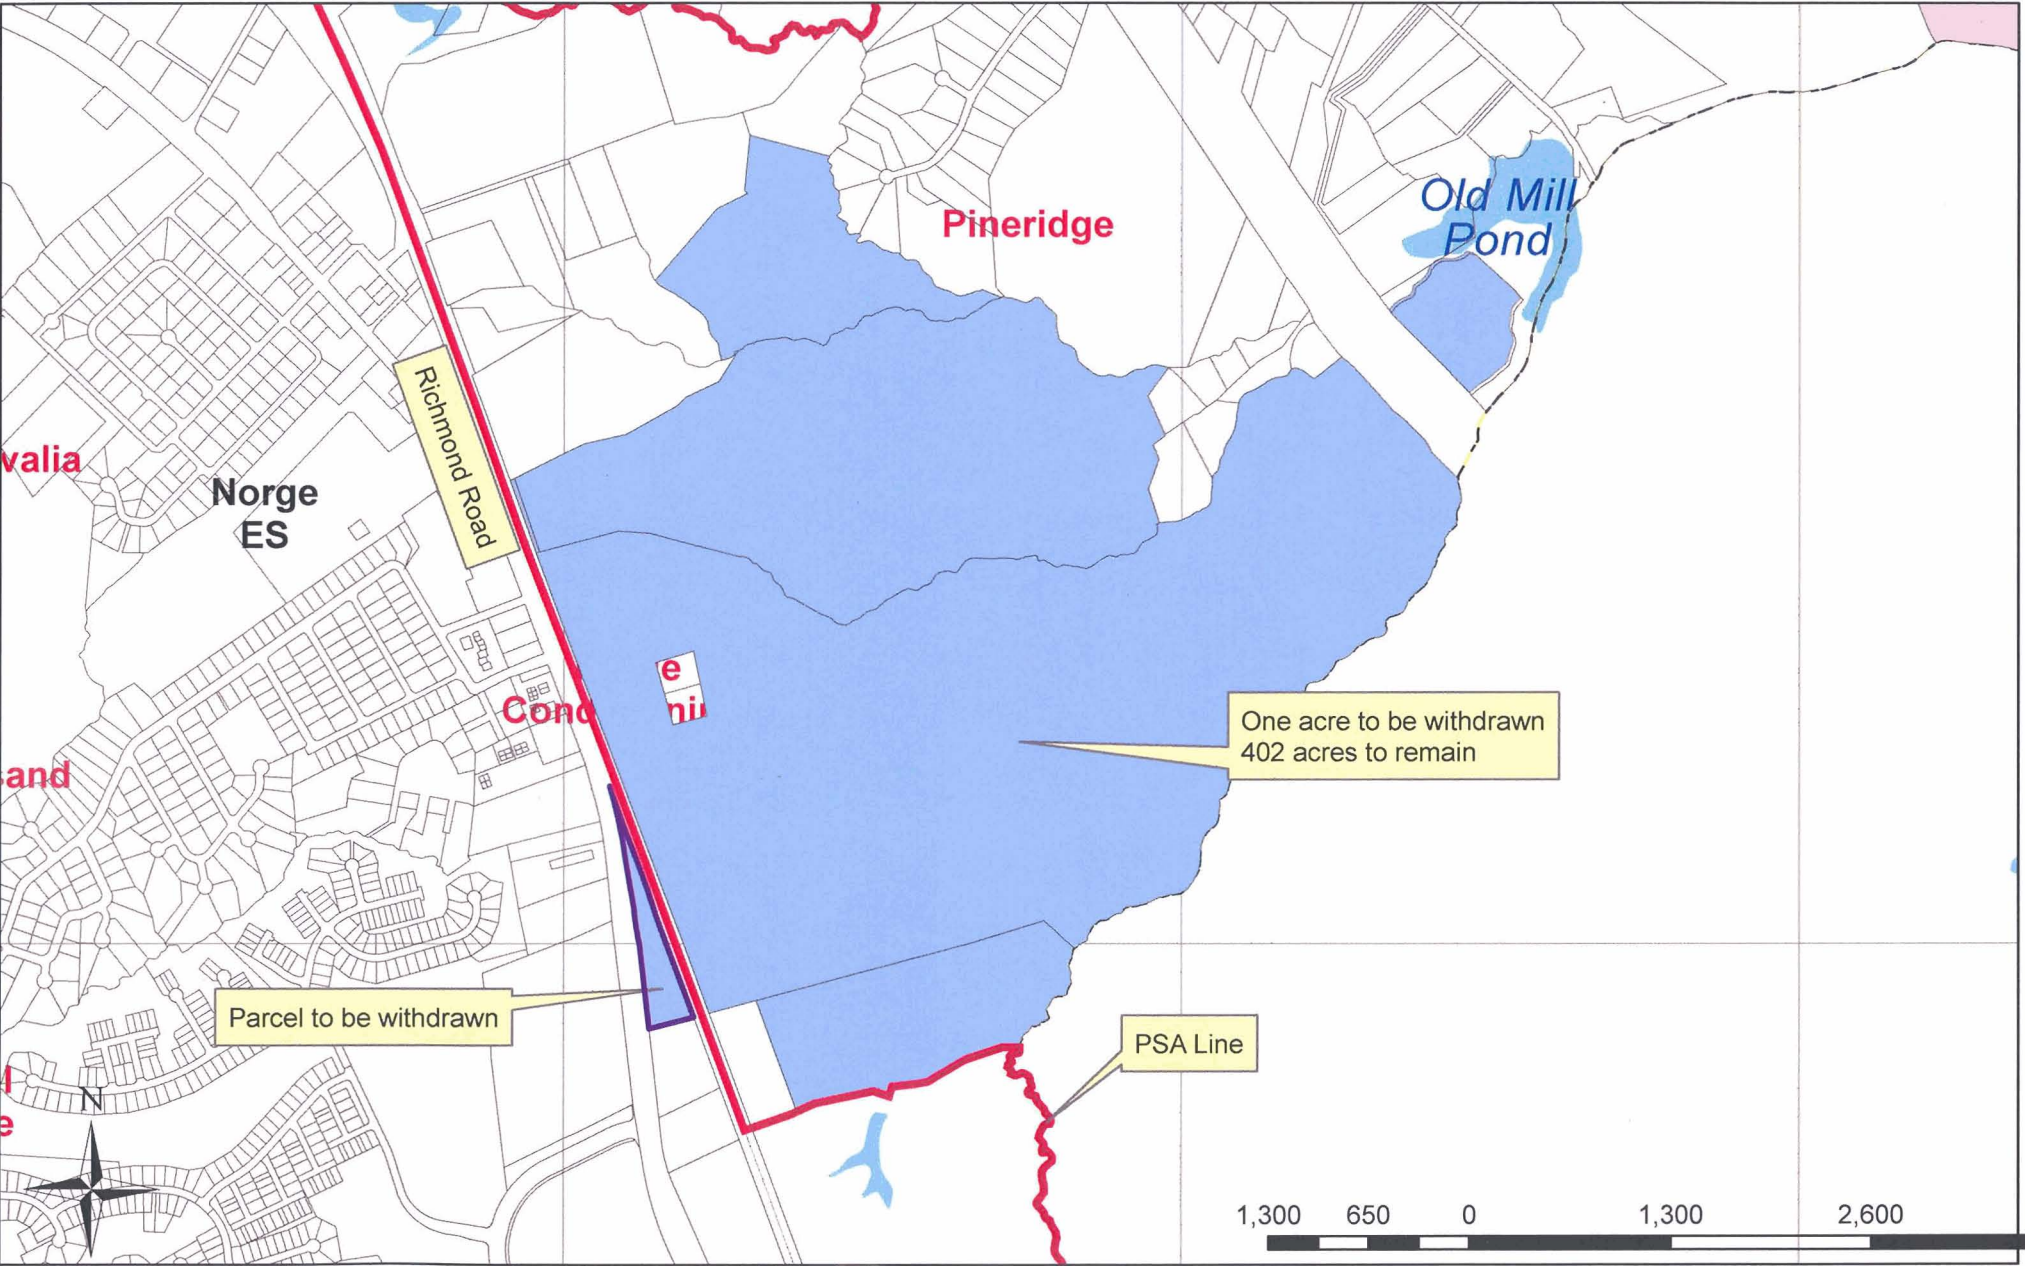 Pineridge
Old Mill
Pond
Richmond Road
valia
Norge
ES
e
Cond
nir
One acre to be withdrawn
402 acres to remain
and
Parcel to be withdrawn
PSA Line
e
N
1,300 650 0 1,300 2,600